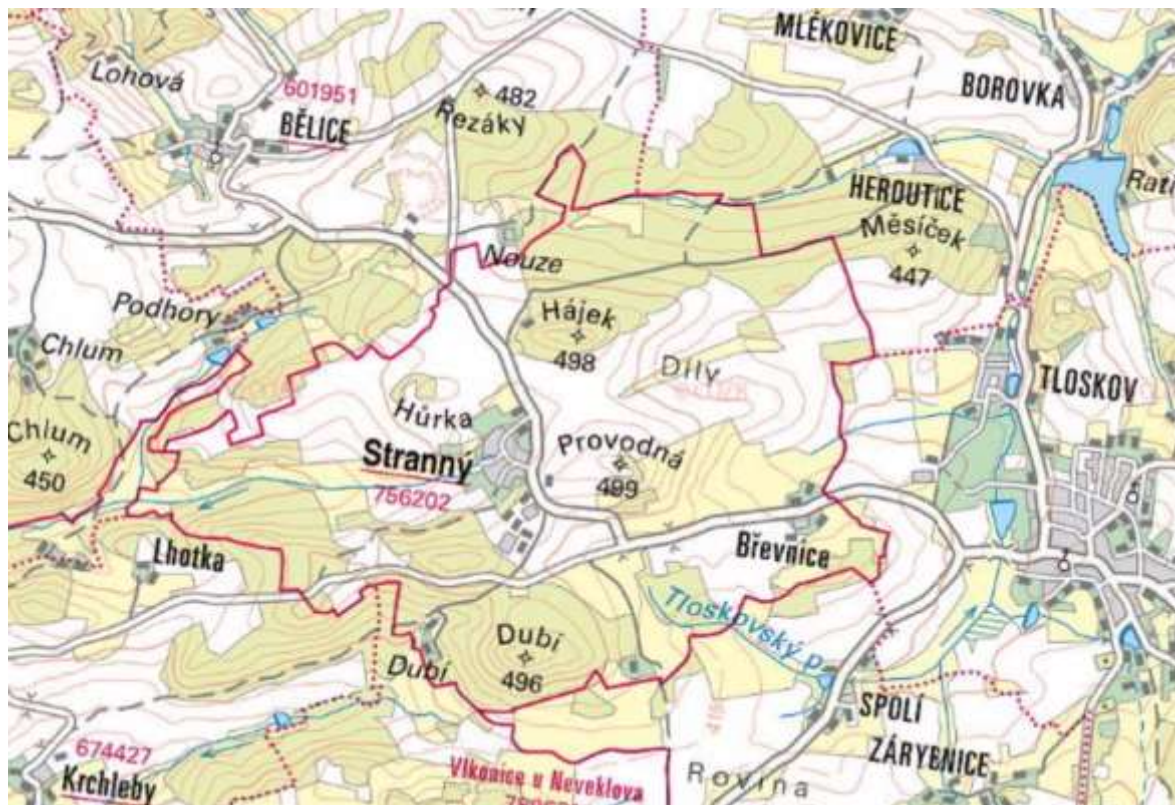 MLÉKOVICE
Lohová
601951
482
BOROVKA
Řezáky
BĚLICE
HEROUTICE
Měsíček
447
Nouze
Podhory
Hájek
498
Chlum
Díly
TLOSKOV
Hůrka
Chlum
450
Stranný
756202
Provodná
499
Lhotka
Břevnice
Tloskovský p.
Dubí
496
Dubí
SPOLÍ
674427
Krchleby
Vlkonice u Neveklova
Rovina
ZÁRYBNICE